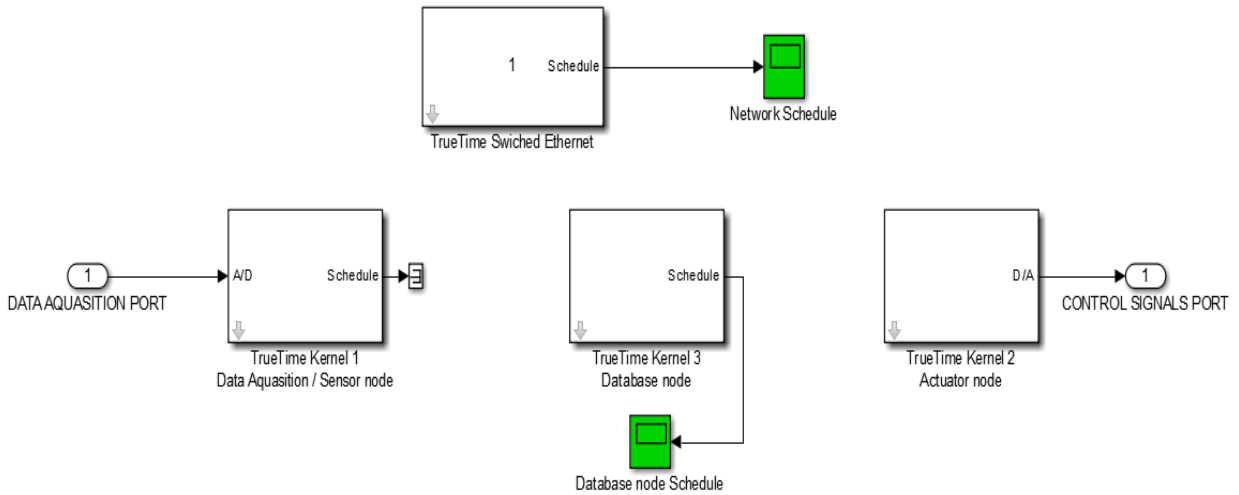 1
Schedule
TrueTime Swiched Ethernet
Network Schedule
1
DATA AQUASITION PORT
A/D
Schedule
TrueTime Kernel 1
Data Aquasition / Sensor node
Schedule
TrueTime Kernel 3
Database node
D/A
TrueTime Kernel 2
Actuator node
1
CONTROL SIGNALS PORT
Database node Schedule